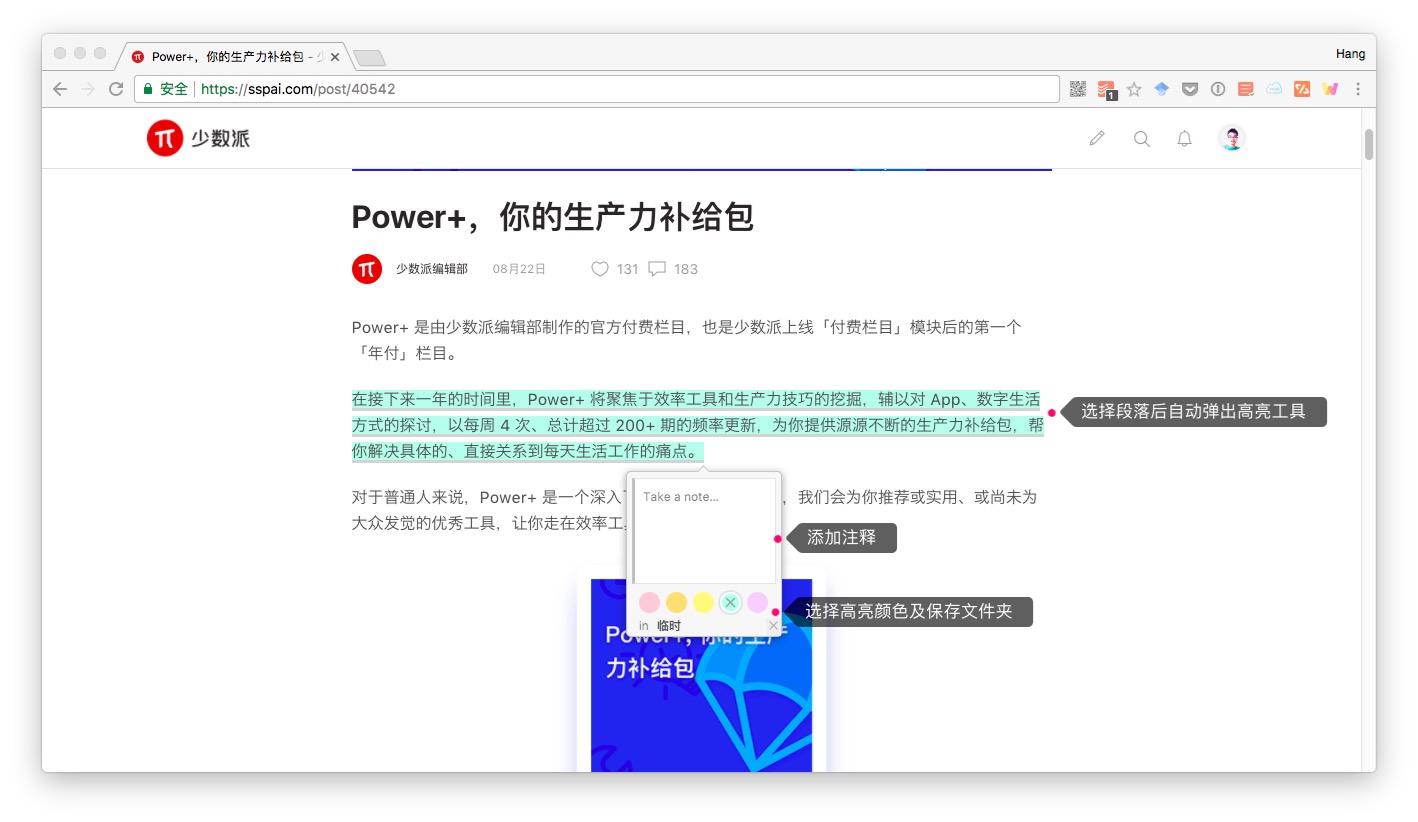 Power+，你的生产力补给包 - 少
Hang
安全 https://sspai.com/post/40542
1
少数派
Power+，你的生产力补给包
少数派编辑部 08月22日 131 183
Power+ 是由少数派编辑部制作的官方付费栏目，也是少数派上线「付费栏目」模块后的第一个
「年付」栏目。
在接下来一年的时间里，Power+ 将聚焦于效率工具和生产力技巧的挖掘，辅以对 App、数字生活
选择段落后自动弹出高亮工具
方式的探讨，以每周 4 次、总计超过 200+ 期的频率更新，为你提供源源不断的生产力补给包，帮
你解决具体的、直接关系到每天生活工作的痛点。
对于普通人来说，Power+ 是一个深入 ，我们会为你推荐或实用、或尚未为
大众发觉的优秀工具，让你走在效率工
Take a note...
添加注释
选择高亮颜色及保存文件夹
in 临时
Power+，你的生产
力补给包